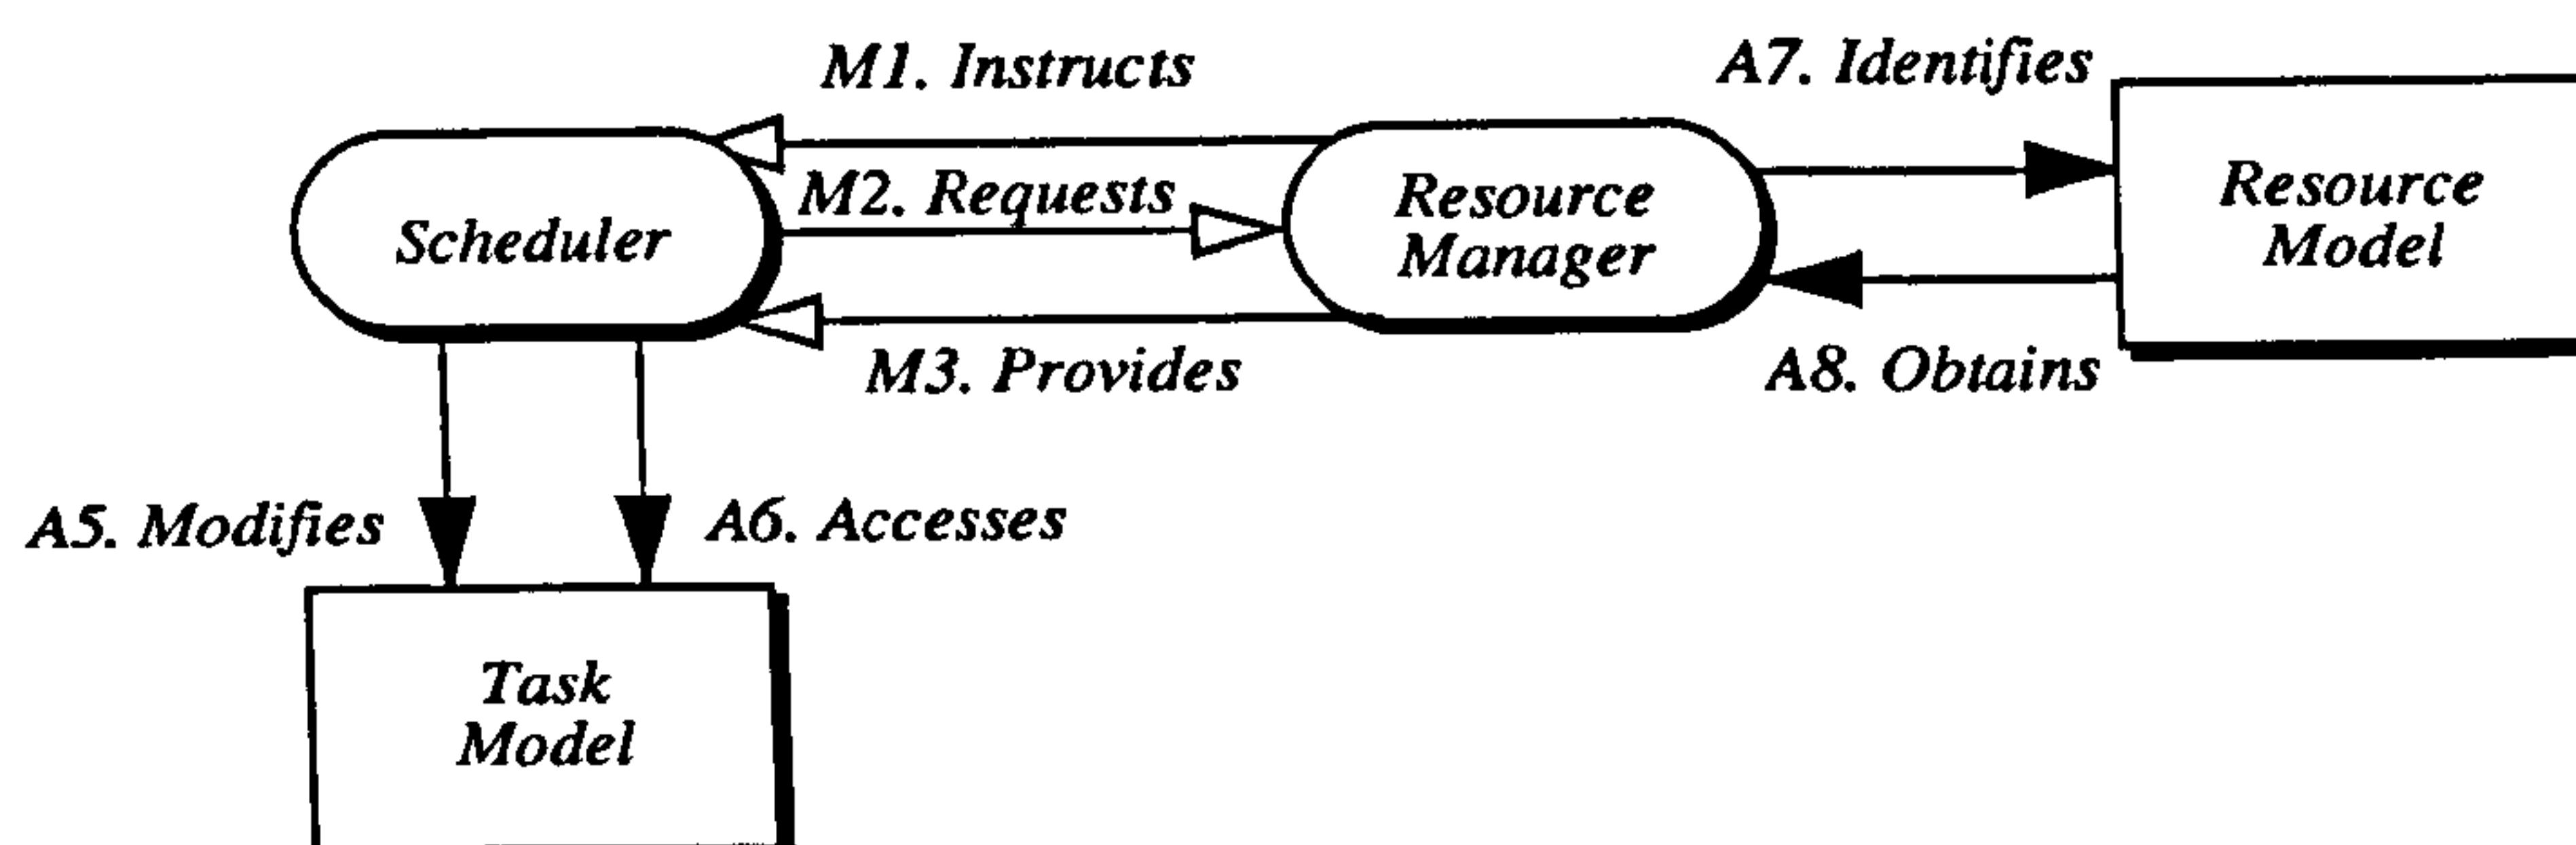 M1. Instructs
A7. Identifies
M2. Requests
Scheduler
Resource
Manager
Resource
Model
M3. Provides
A8. Obtains
A5. Modifies
A6. Accesses
Task
Model